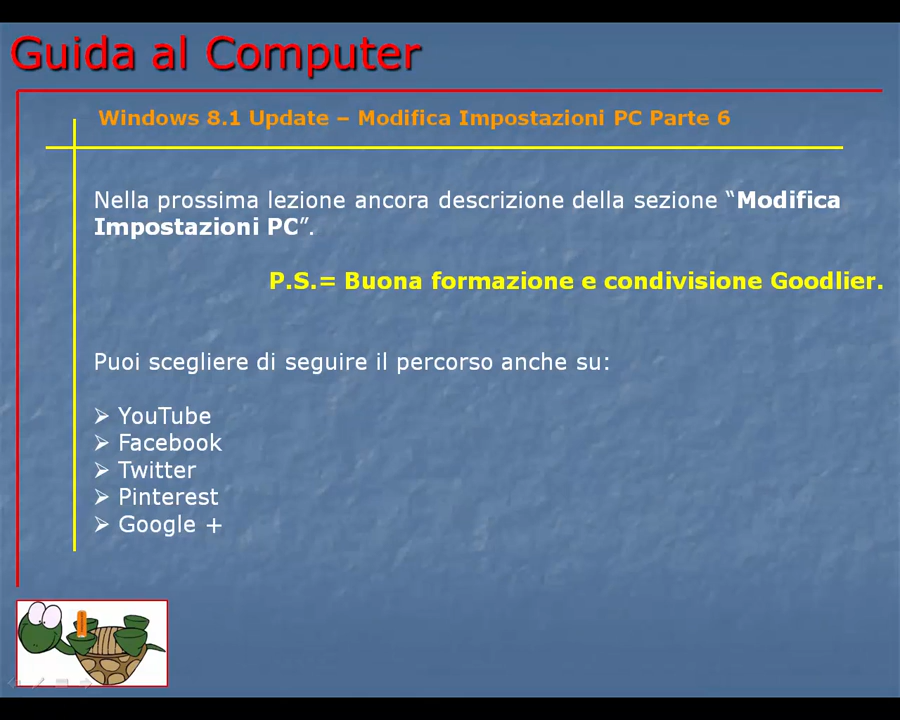 Guida al Computer
Windows 8.1 Update – Modifica Impostazioni PC Parte 6
Nella prossima lezione ancora descrizione della sezione “Modifica
Impostazioni PC”.
P.S.= Buona formazione e condivisione Goodlier.
Puoi scegliere di seguire il percorso anche su:
➢ YouTube
➢ Facebook
➢ Twitter
➢ Pinterest
➢ Google +